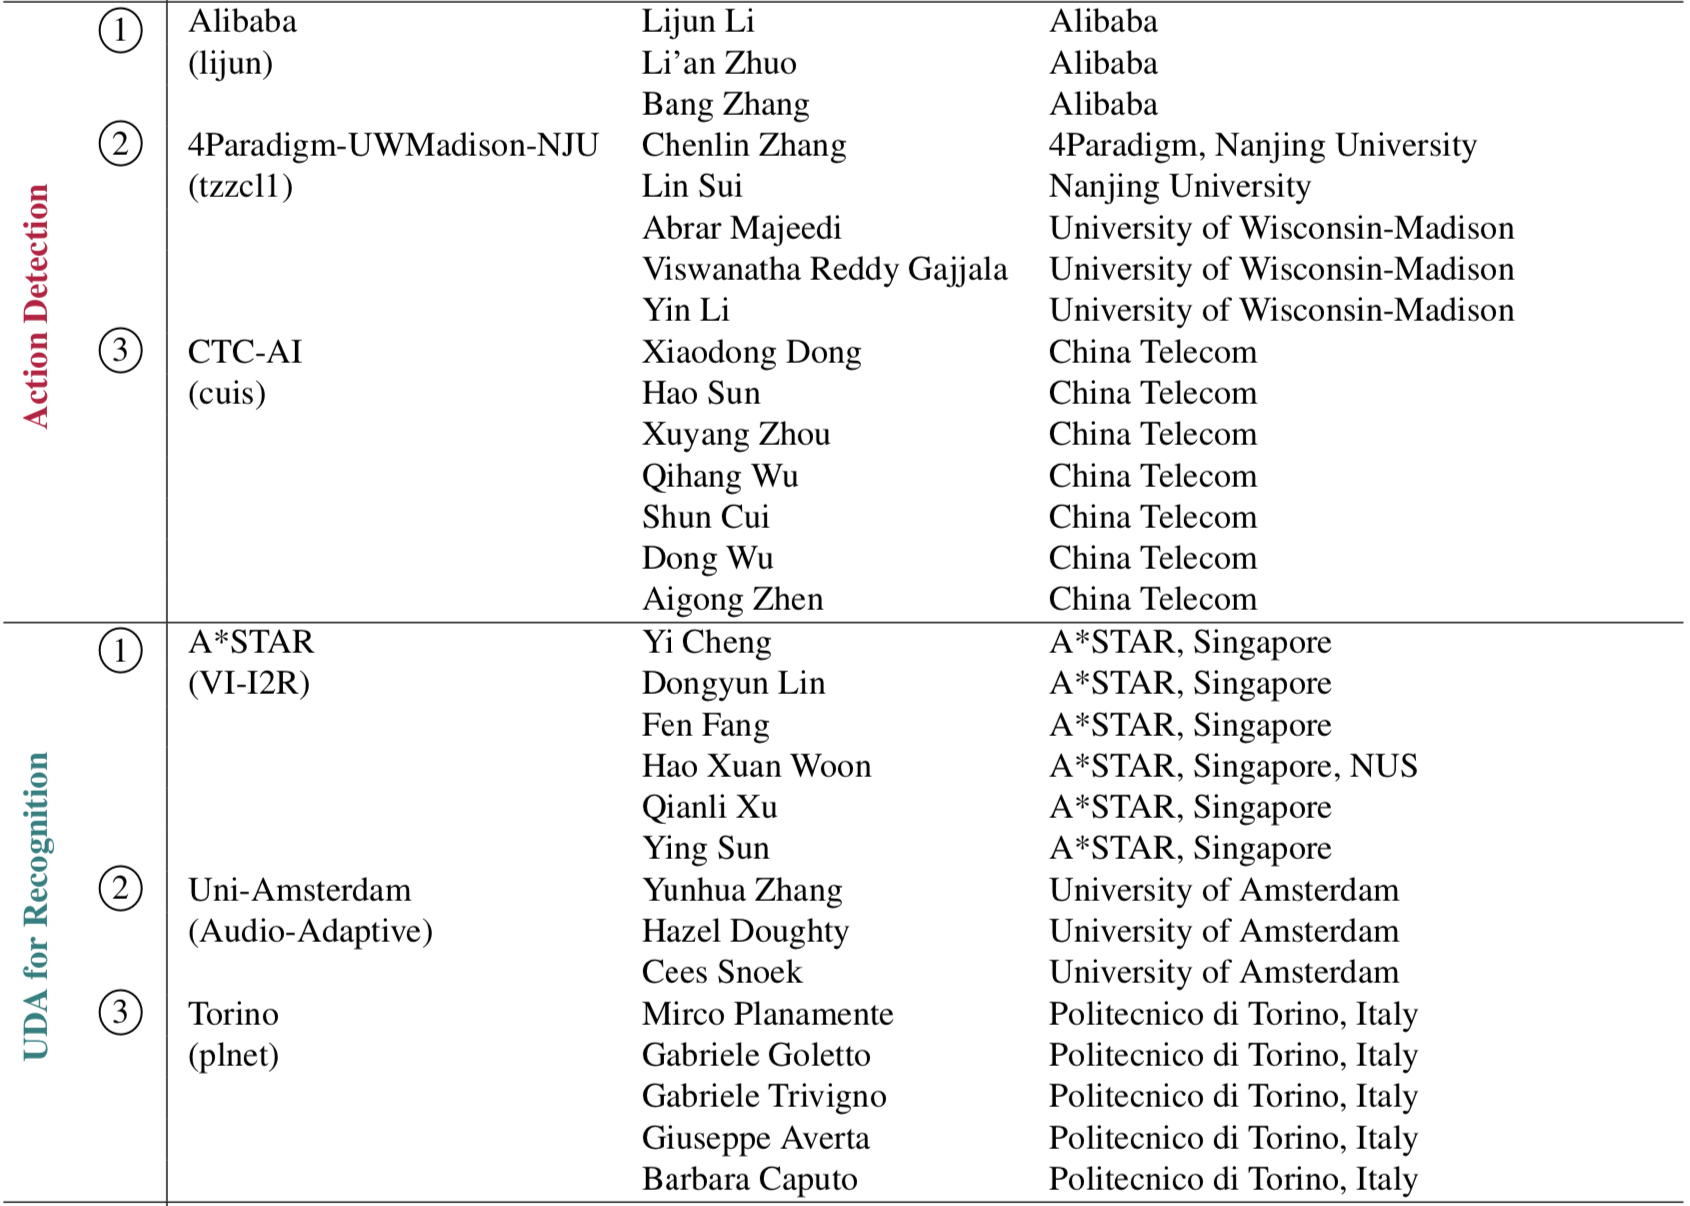 Action Detection
① Alibaba Lijun Li Alibaba
(lijun) Li’an Zhuo Alibaba
Bang Zhang Alibaba
② 4Paradigm-UWMadison-NJU Chenlin Zhang 4Paradigm, Nanjing University
(tzzcl1) Lin Sui Nanjing University
Abrar Majeedi University of Wisconsin-Madison
Viswanatha Reddy Gajjala University of Wisconsin-Madison
Yin Li University of Wisconsin-Madison
③ CTC-AI Xiaodong Dong China Telecom
(cuis) Hao Sun China Telecom
Xuyang Zhou China Telecom
Qihang Wu China Telecom
Shun Cui China Telecom
Dong Wu China Telecom
Aigong Zhen China Telecom
UDA for Recognition
① A*STAR Yi Cheng A*STAR, Singapore
(VI-I2R) Dongyun Lin A*STAR, Singapore
Fen Fang A*STAR, Singapore
Hao Xuan Woon A*STAR, Singapore, NUS
Qianli Xu A*STAR, Singapore
Ying Sun A*STAR, Singapore
② Uni-Amsterdam Yunhua Zhang University of Amsterdam
(Audio-Adaptive) Hazel Doughty University of Amsterdam
Cees Snoek University of Amsterdam
③ Torino Mirco Planamente Politecnico di Torino, Italy
(plnet) Gabriele Goletto Politecnico di Torino, Italy
Gabriele Trivigno Politecnico di Torino, Italy
Giuseppe Averta Politecnico di Torino, Italy
Barbara Caputo Politecnico di Torino, Italy